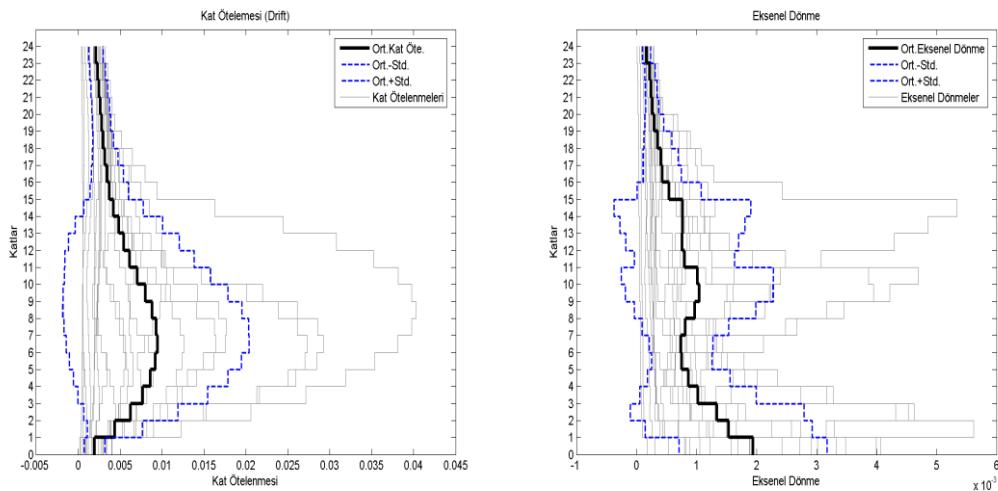 Kat Ötelemesi (Drift)
24
23
22
21
20
19
18
17
16
15
14
13
12
11
10
9
8
7
6
5
4
3
2
1
0
Katlar
-0.005 0 0.005 0.01 0.015 0.02 0.025 0.03 0.035 0.04 0.045
Kat Ötelenmesi
Ort.Kat Öte.
Ort.-Std.
Ort.+Std.
Kat Ötelenmeleri
Eksenel Dönme
24
23
22
21
20
19
18
17
16
15
14
13
12
11
10
9
8
7
6
5
4
3
2
1
0
Katlar
-1 0 1 2 3 4 5 6
Eksenel Dönme
x 10⁻³
Ort.Eksenel Dönme
Ort.-Std.
Ort.+Std.
Eksenel Dönmeler